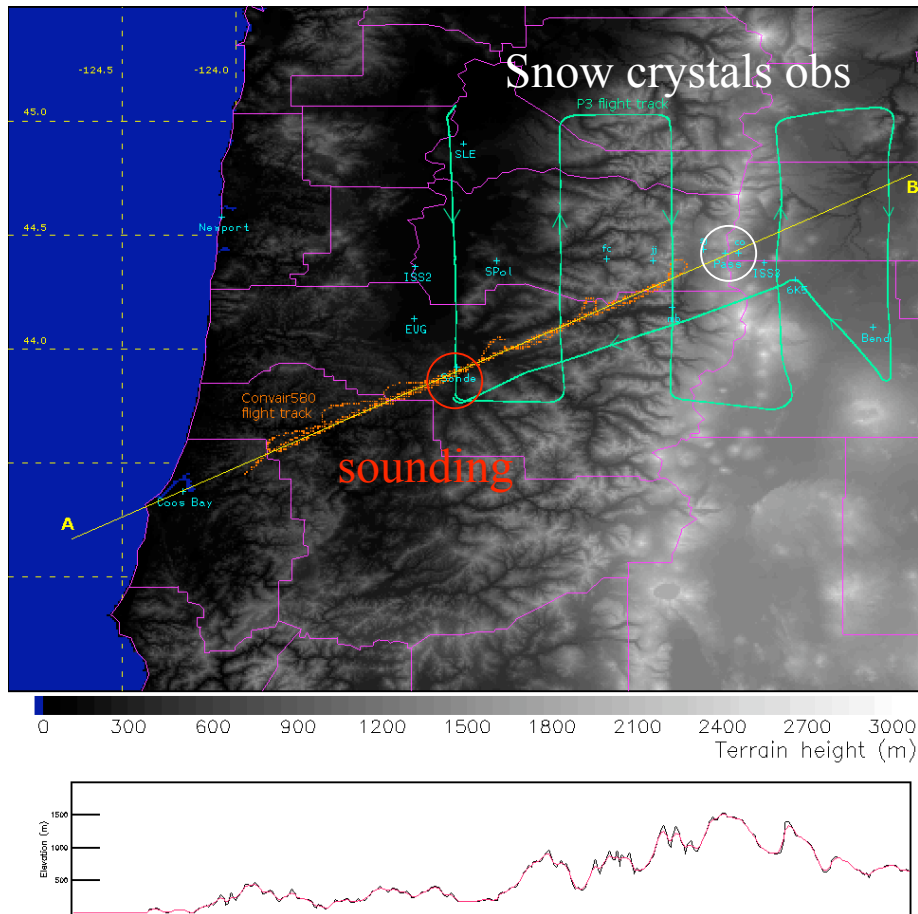 Snow crystals obs
-124.5
-124.0
P3 flight track
45.0
SLE
B
44.5
Newport
ISS2
SPol
fc
Pass
ISS3
6K5
mb
EUG
Bend
44.0
Sonde
Convair580
flight track
sounding
Coos Bay
A
0 300 600 900 1200 1500 1800 2100 2400 2700 3000
Terrain height (m)
1500
1000
500
Elevation (m)